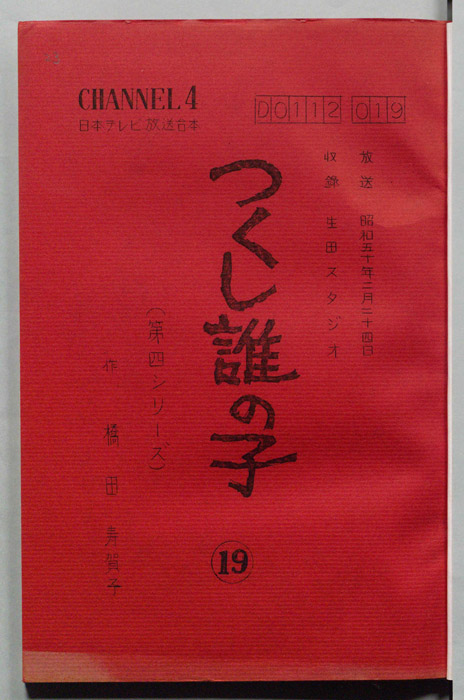 CHANNEL 4
日本テレビ放送台本
00112 019
放送 昭和五十年二月二十四日
収録 生田スタジオ
つくし誰の子
⑲
(第四シリーズ)
作 橋田寿賀子